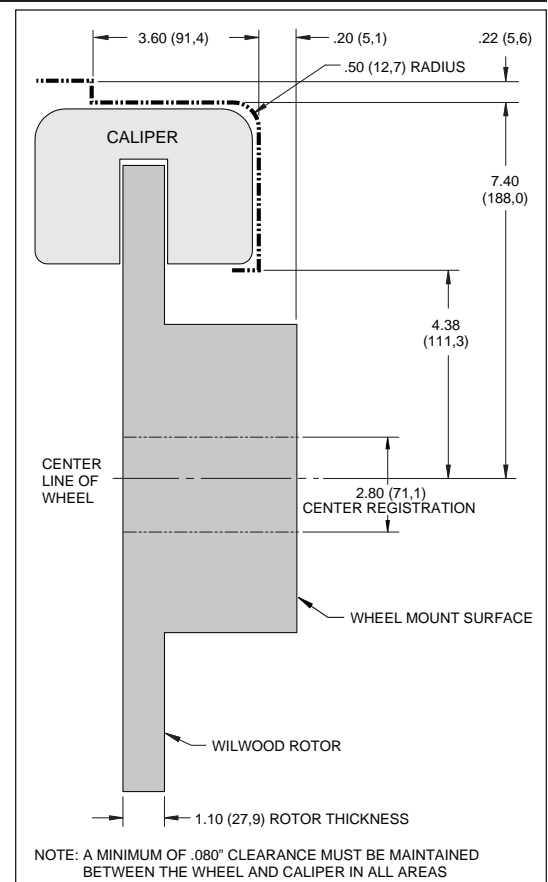 3.60 (91,4)
.20 (5,1)
.22 (5,6)
.50 (12,7) RADIUS
CALIPER
7.40
(188,0)
4.38
(111,3)
CENTER
LINE OF
WHEEL
2.80 (71,1)
CENTER REGISTRATION
WHEEL MOUNT SURFACE
WILWOOD ROTOR
1.10 (27,9) ROTOR THICKNESS
NOTE: A MINIMUM OF .080" CLEARANCE MUST BE MAINTAINED
BETWEEN THE WHEEL AND CALIPER IN ALL AREAS